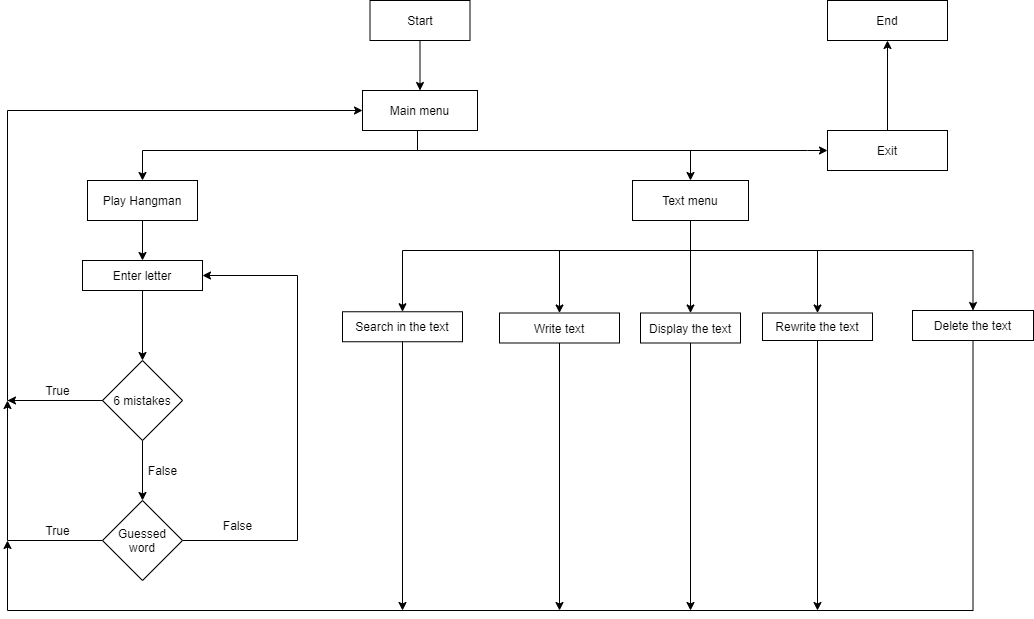 Start
End
Main menu
Exit
Play Hangman
Text menu
Enter letter
Search in the text
Write text
Display the text
Rewrite the text
Delete the text
True
6 mistakes
False
True
Guessed
word
False